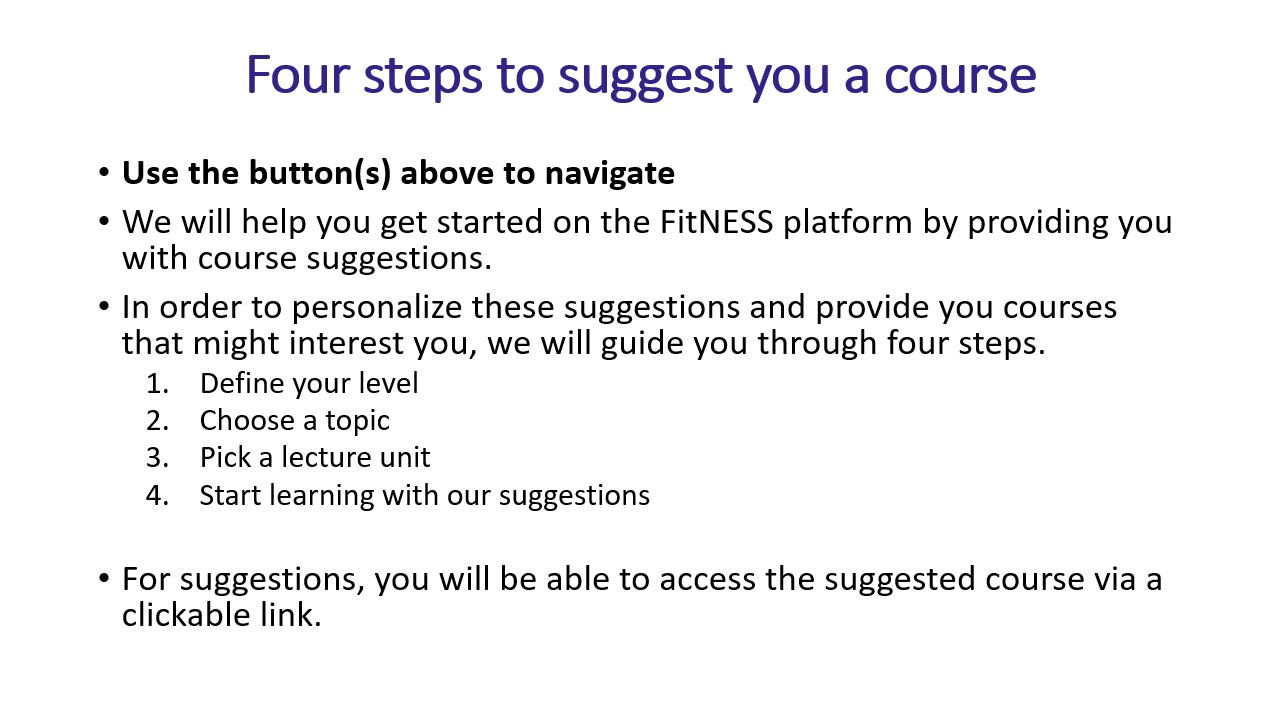 Four steps to suggest you a course
• Use the button(s) above to navigate
• We will help you get started on the FitNESS platform by providing you
with course suggestions.
• In order to personalize these suggestions and provide you courses
that might interest you, we will guide you through four steps.
1. Define your level
2. Choose a topic
3. Pick a lecture unit
4. Start learning with our suggestions
• For suggestions, you will be able to access the suggested course via a
clickable link.